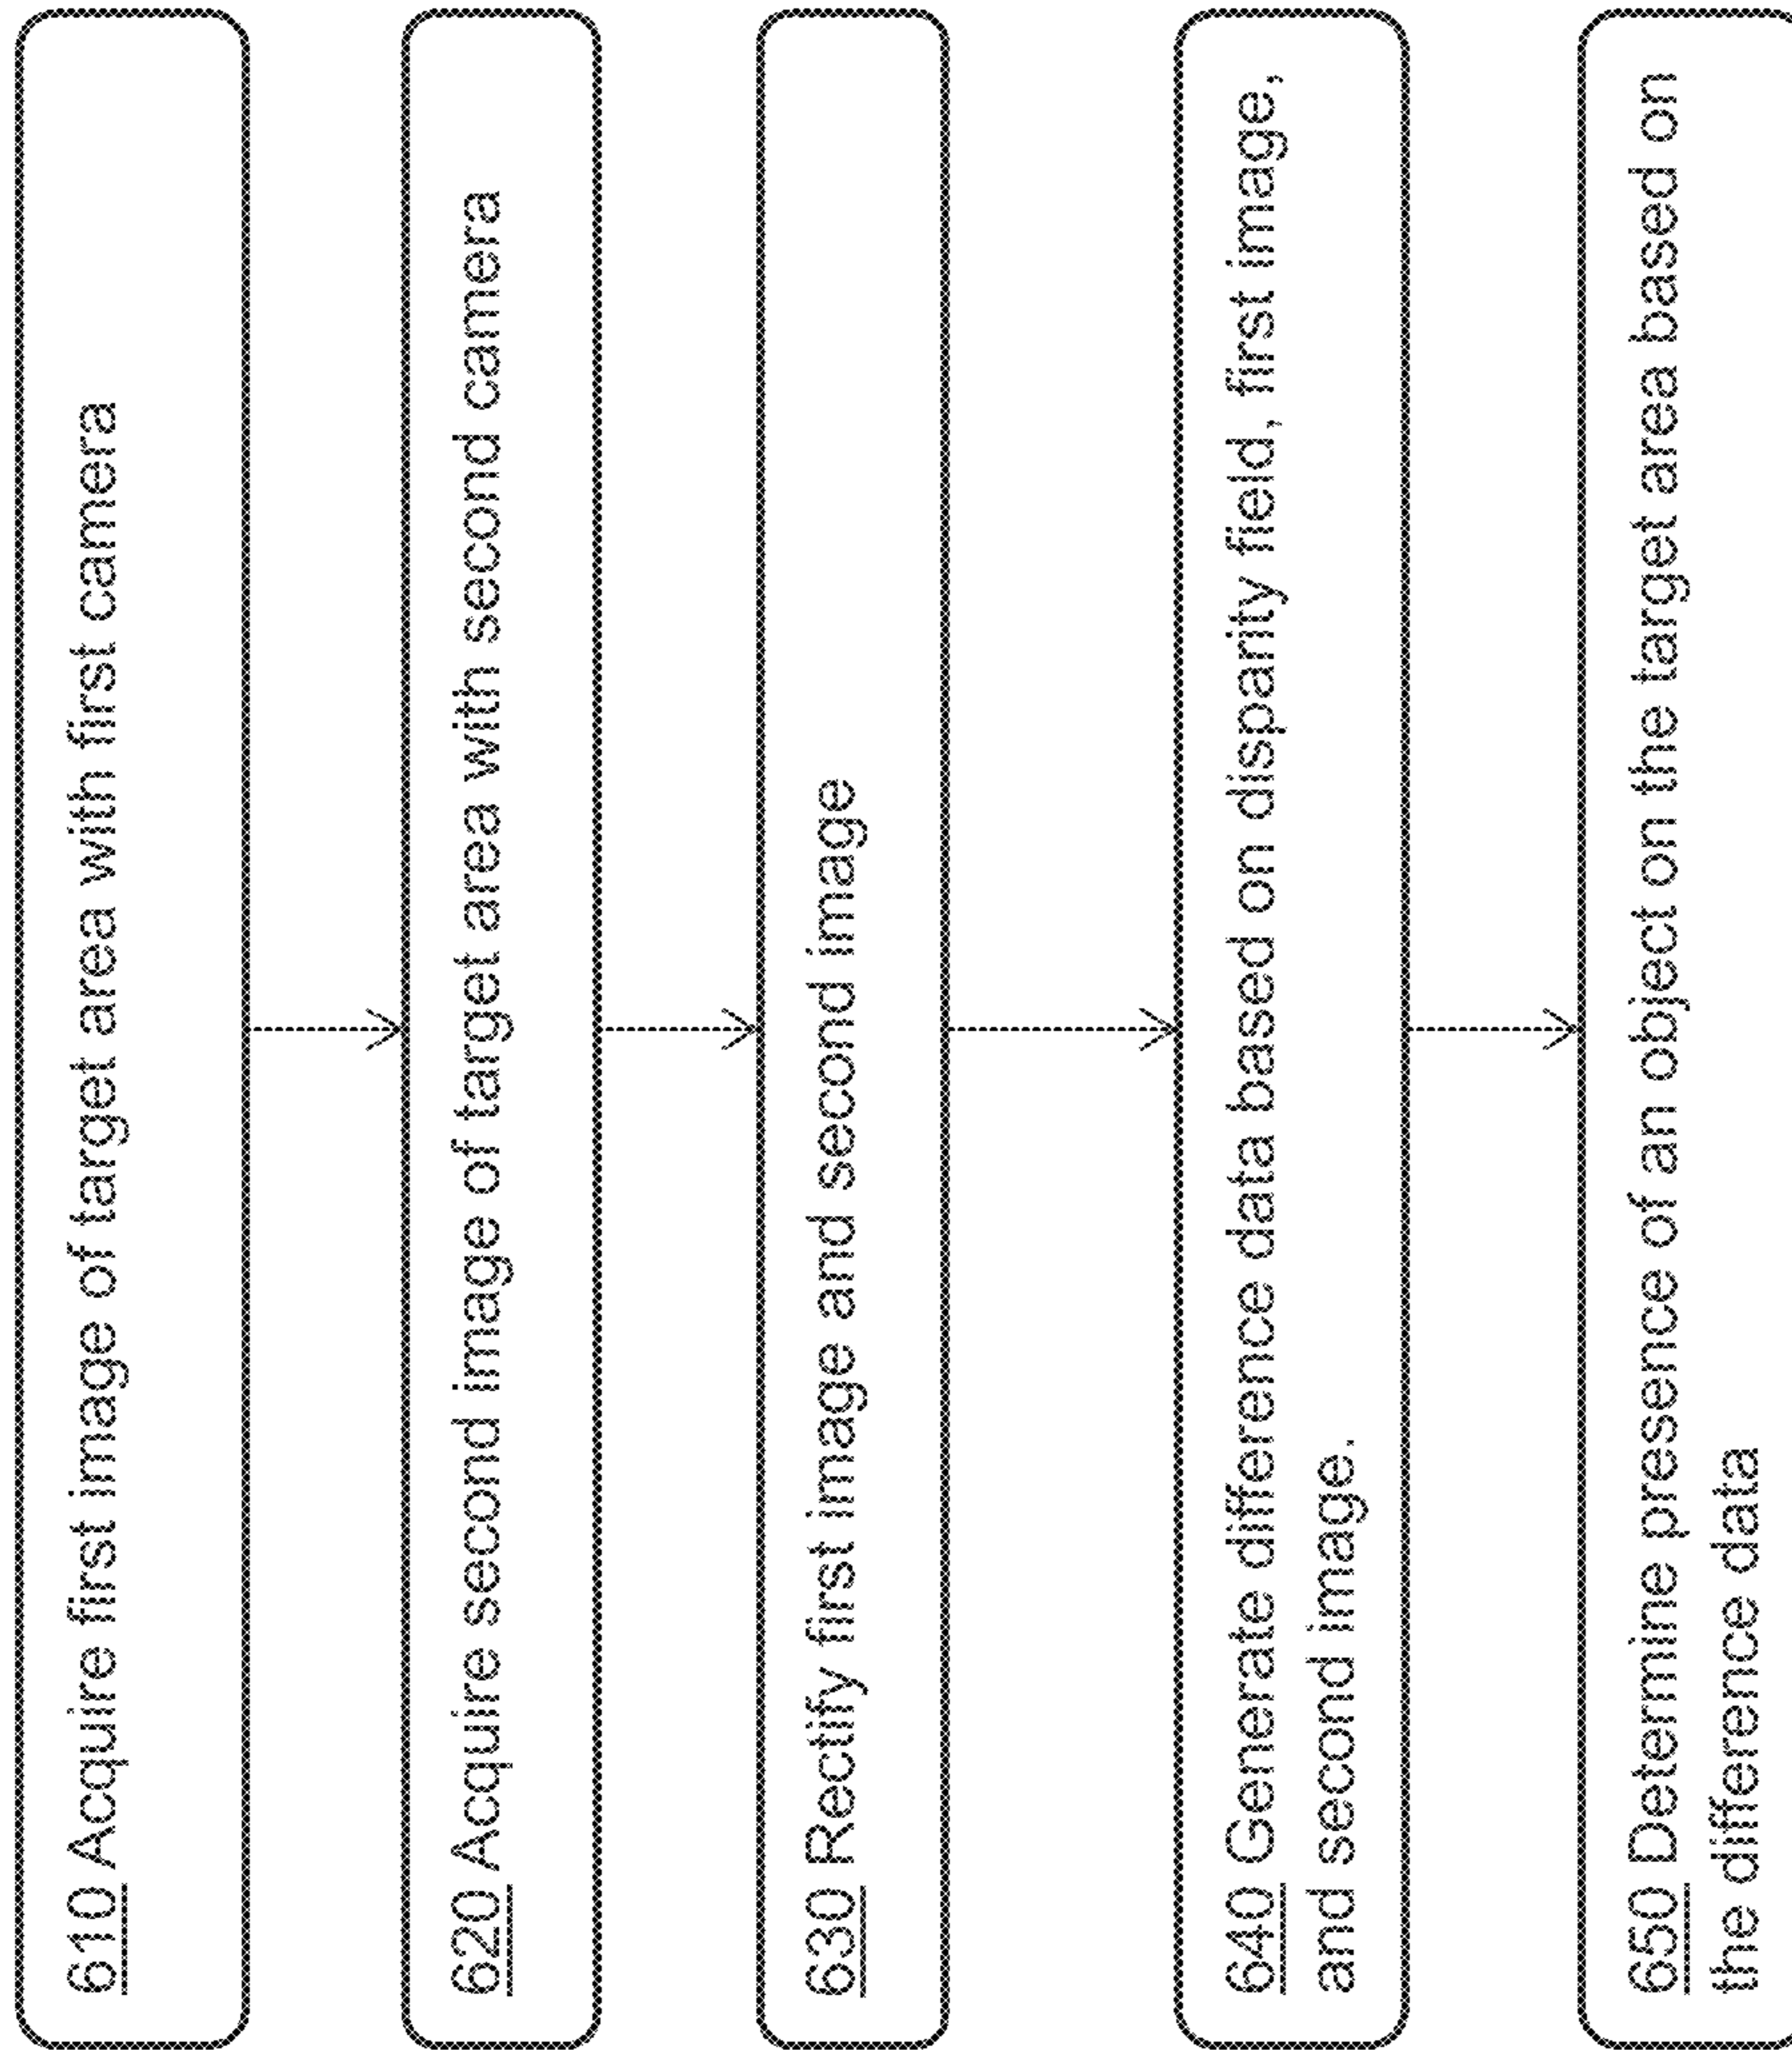 610 Acquire first image of target area with first camera
620 Acquire second image of target area with second camera
630 Rectify first image and second image
640 Generate difference data based on disparity field, first image,
and second image.
650 Determine presence of an object on the target area based on
the difference data